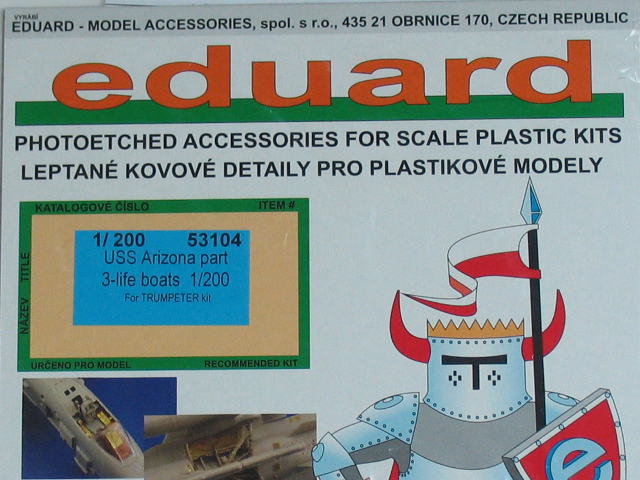 VYRÁBÍ
EDUARD - MODEL ACCESSORIES, spol. s r.o., 435 21 OBRNICE 170, CZECH REPUBLIC
eduard
PHOTOETCHED ACCESSORIES FOR SCALE PLASTIC KITS
LEPTANÉ KOVOVÉ DETAILY PRO PLASTIKOVÉ MODELY
KATALOGOVÉ ČÍSLO ITEM #
NÁZEV TITLE
1/ 200 53104
USS Arizona part
3-life boats 1/200
For TRUMPETER kit
URČENO PRO MODEL RECOMMENDED KIT
e